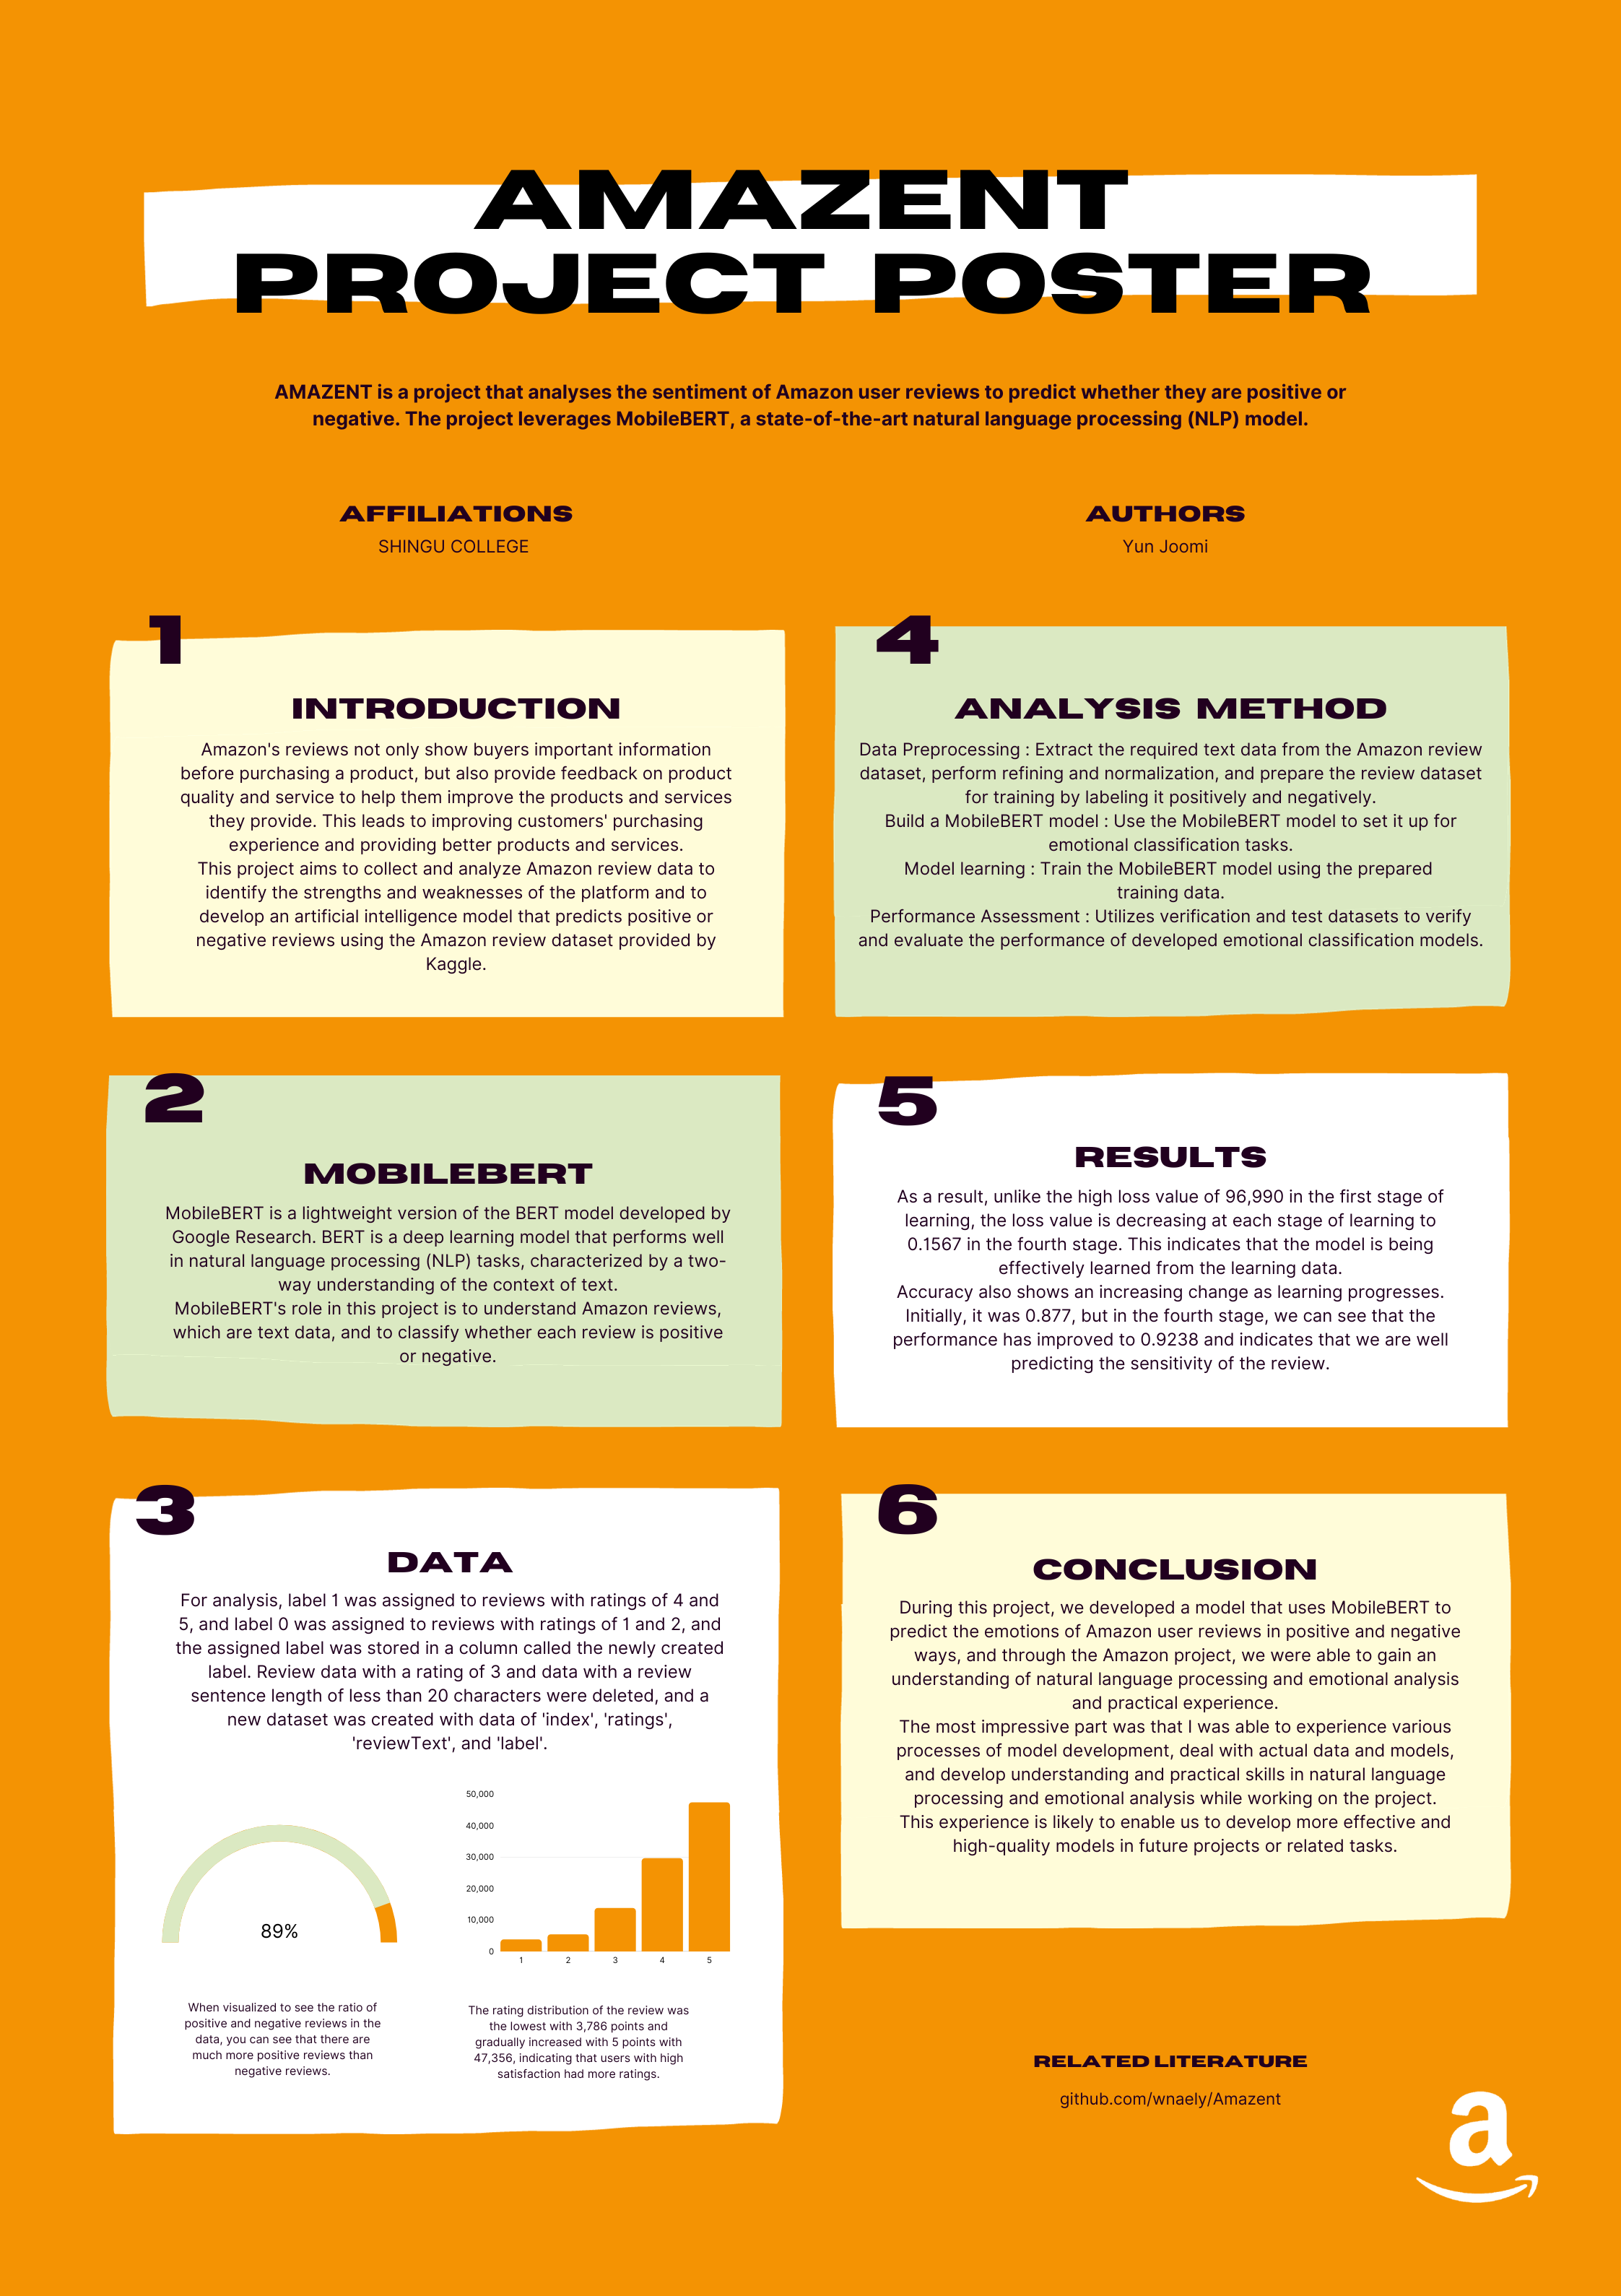 AMAZENT
PROJECT POSTER
AMAZENT is a project that analyses the sentiment of Amazon user reviews to predict whether they are positive or
negative. The project leverages MobileBERT, a state-of-the-art natural language processing (NLP) model.
AFFILIATIONS
SHINGU COLLEGE
AUTHORS
Yun Joomi
1
INTRODUCTION
Amazon's reviews not only show buyers important information
before purchasing a product, but also provide feedback on product
quality and service to help them improve the products and services
they provide. This leads to improving customers' purchasing
experience and providing better products and services.
This project aims to collect and analyze Amazon review data to
identify the strengths and weaknesses of the platform and to
develop an artificial intelligence model that predicts positive or
negative reviews using the Amazon review dataset provided by
Kaggle.
2
MOBILEBERT
MobileBERT is a lightweight version of the BERT model developed by
Google Research. BERT is a deep learning model that performs well
in natural language processing (NLP) tasks, characterized by a two-
way understanding of the context of text.
MobileBERT's role in this project is to understand Amazon reviews,
which are text data, and to classify whether each review is positive
or negative.
3
DATA
For analysis, label 1 was assigned to reviews with ratings of 4 and
5, and label 0 was assigned to reviews with ratings of 1 and 2, and
the assigned label was stored in a column called the newly created
label. Review data with a rating of 3 and data with a review
sentence length of less than 20 characters were deleted, and a
new dataset was created with data of 'index', 'ratings',
'reviewText', and 'label'.
89%
When visualized to see the ratio of
positive and negative reviews in the
data, you can see that there are
much more positive reviews than
negative reviews.
50,000
40,000
30,000
20,000
10,000
0
1 2 3 4 5
The rating distribution of the review was
the lowest with 3,786 points and
gradually increased with 5 points with
47,356, indicating that users with high
satisfaction had more ratings.
4
ANALYSIS METHOD
Data Preprocessing : Extract the required text data from the Amazon review
dataset, perform refining and normalization, and prepare the review dataset
for training by labeling it positively and negatively.
Build a MobileBERT model : Use the MobileBERT model to set it up for
emotional classification tasks.
Model learning : Train the MobileBERT model using the prepared
training data.
Performance Assessment : Utilizes verification and test datasets to verify
and evaluate the performance of developed emotional classification models.
5
RESULTS
As a result, unlike the high loss value of 96,990 in the first stage of
learning, the loss value is decreasing at each stage of learning to
0.1567 in the fourth stage. This indicates that the model is being
effectively learned from the learning data.
Accuracy also shows an increasing change as learning progresses.
Initially, it was 0.877, but in the fourth stage, we can see that the
performance has improved to 0.9238 and indicates that we are well
predicting the sensitivity of the review.
6
CONCLUSION
During this project, we developed a model that uses MobileBERT to
predict the emotions of Amazon user reviews in positive and negative
ways, and through the Amazon project, we were able to gain an
understanding of natural language processing and emotional analysis
and practical experience.
The most impressive part was that I was able to experience various
processes of model development, deal with actual data and models,
and develop understanding and practical skills in natural language
processing and emotional analysis while working on the project.
This experience is likely to enable us to develop more effective and
high-quality models in future projects or related tasks.
RELATED LITERATURE
github.com/wnaely/Amazent
a